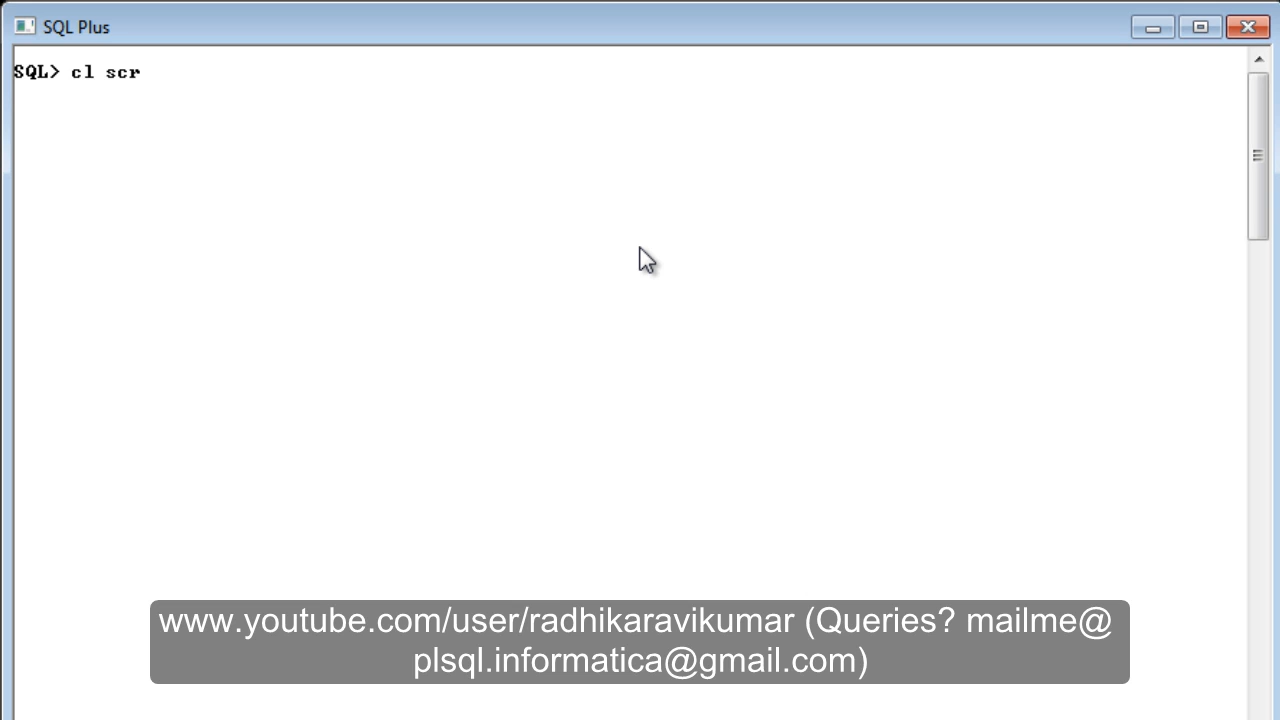 SQL Plus
SQL> cl scr
www.youtube.com/user/radhikaravikumar (Queries? mailme@
plsql.informatica@gmail.com)